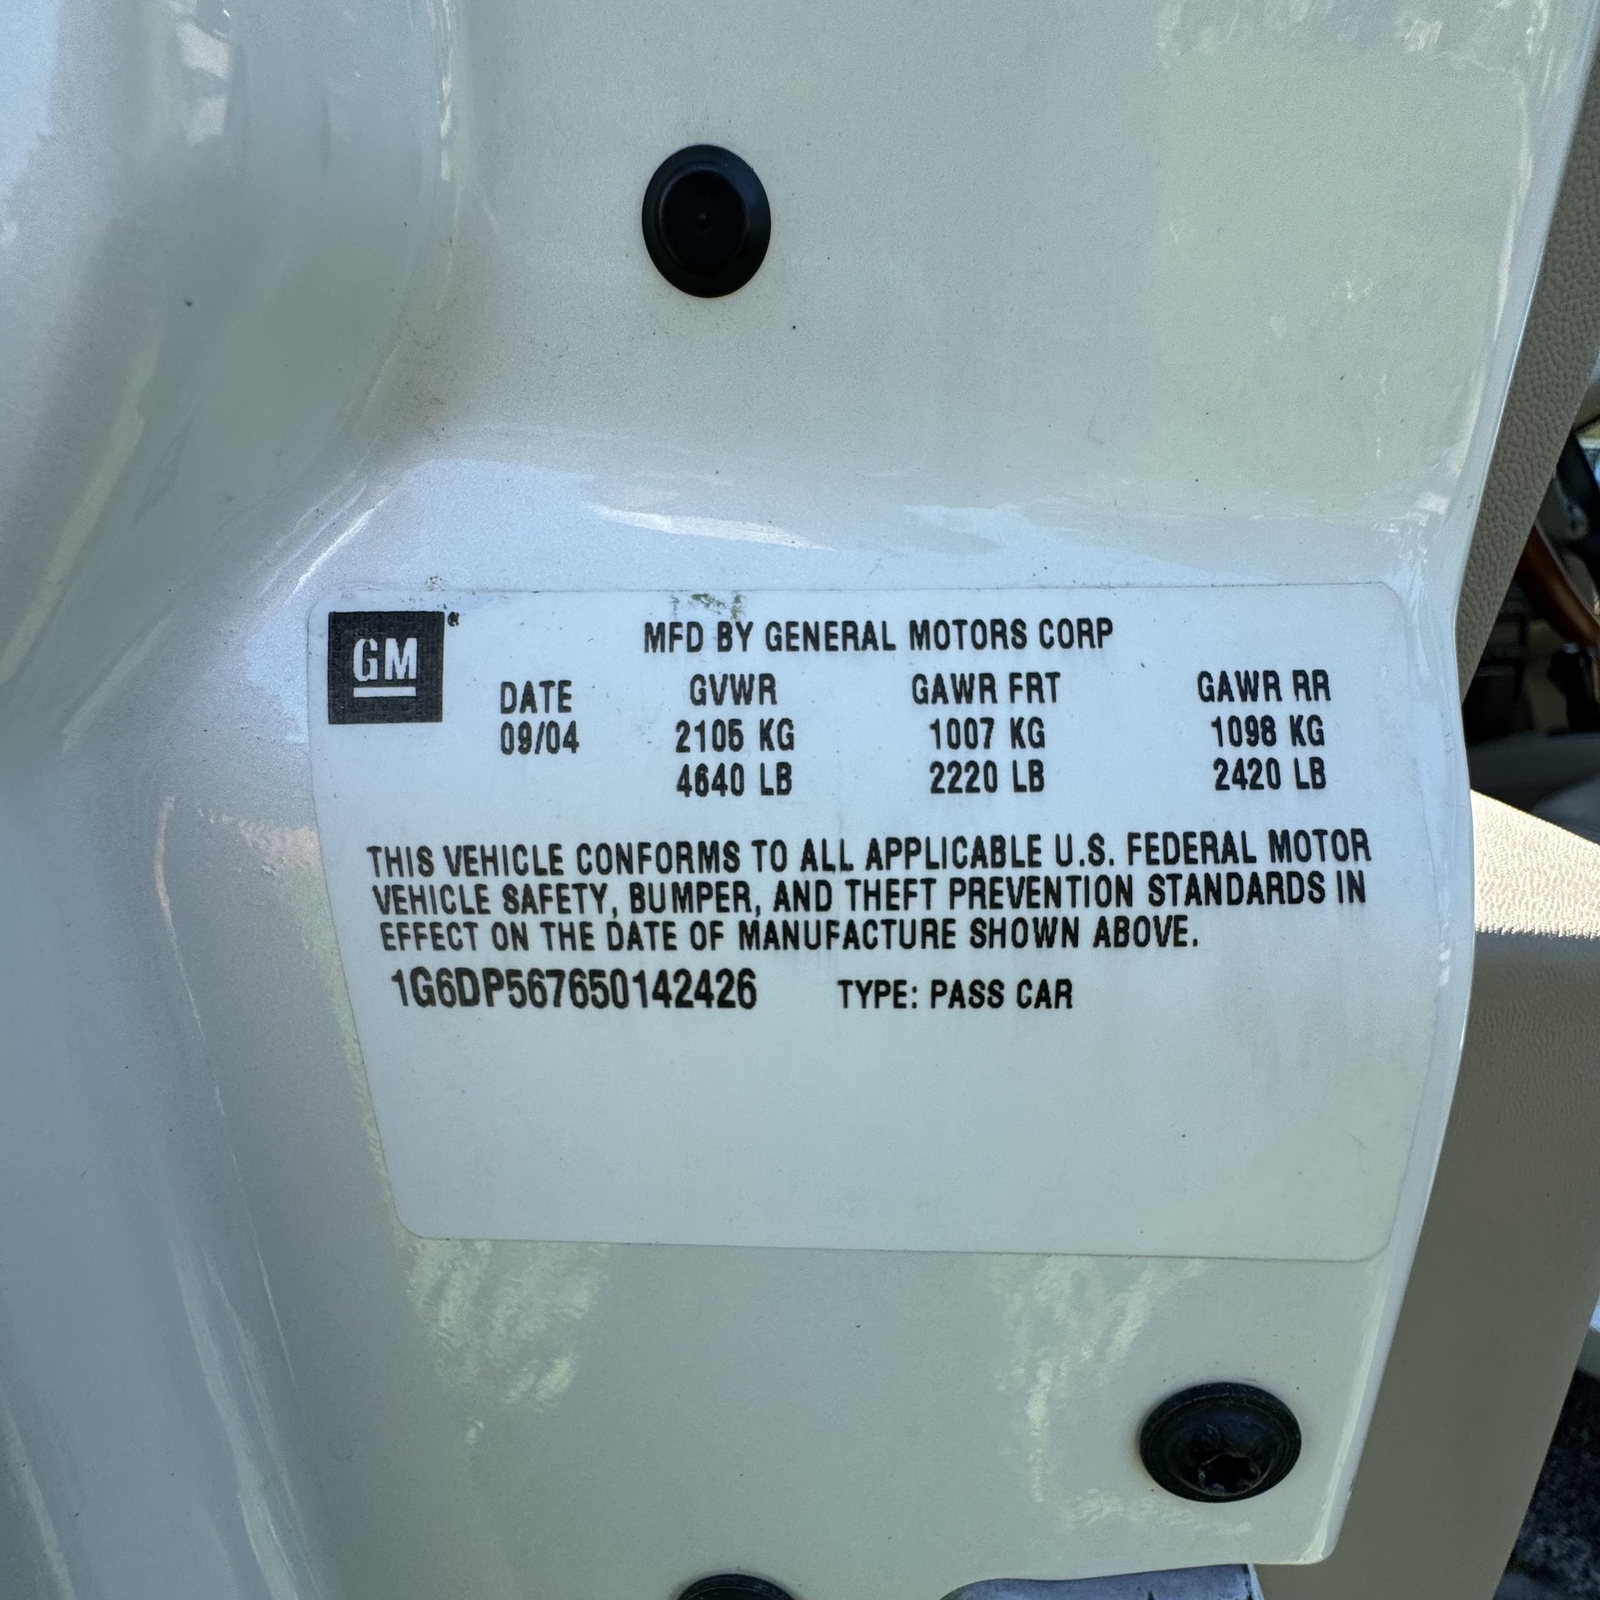 GM
MFD BY GENERAL MOTORS CORP
DATE GVWR GAWR FRT GAWR RR
09/04 2105 KG 1007 KG 1098 KG
4640 LB 2220 LB 2420 LB
THIS VEHICLE CONFORMS TO ALL APPLICABLE U.S. FEDERAL MOTOR
VEHICLE SAFETY, BUMPER, AND THEFT PREVENTION STANDARDS IN
EFFECT ON THE DATE OF MANUFACTURE SHOWN ABOVE.
1G6DP567650142426 TYPE: PASS CAR